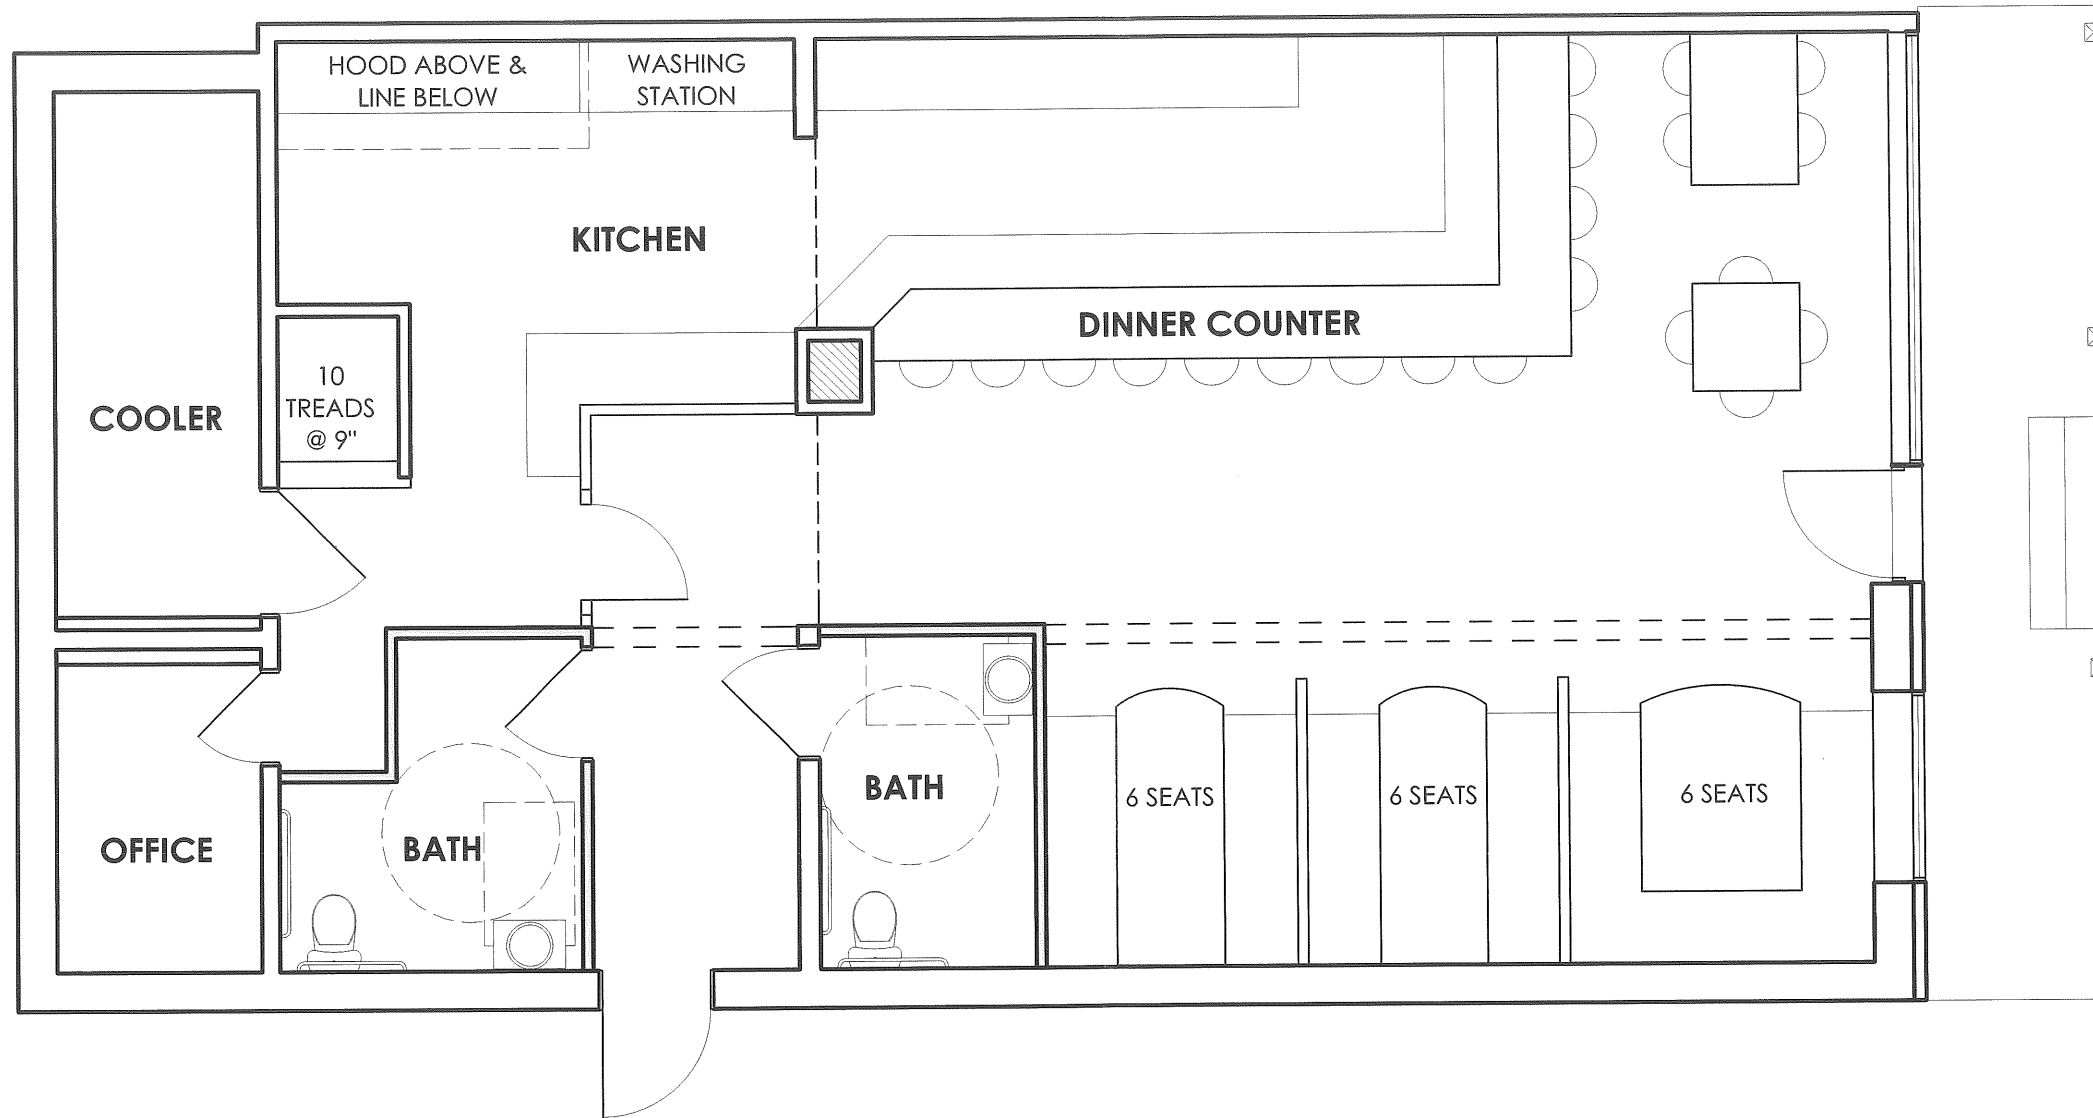 HOOD ABOVE &
LINE BELOW
WASHING
STATION
KITCHEN
DINNER COUNTER
10
TREADS
@ 9"
COOLER
6 SEATS
6 SEATS
6 SEATS
BATH
BATH
OFFICE